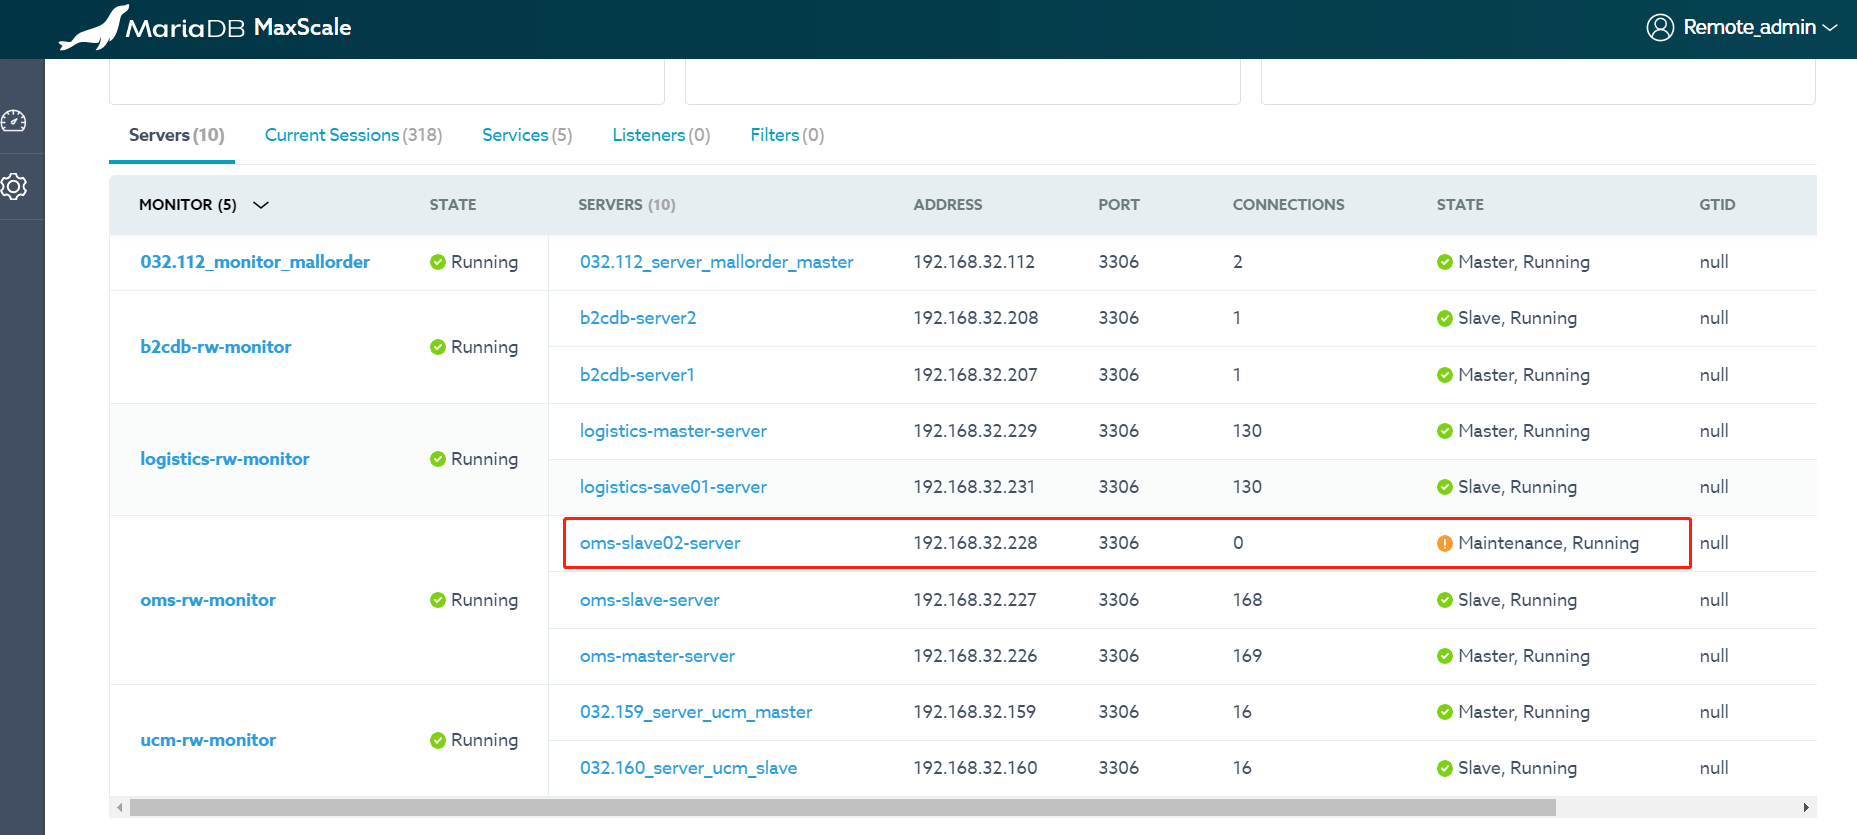 MariaDB MaxScale
Remote_admin
Servers (10) Current Sessions (318) Services (5) Listeners (0) Filters (0)
MONITOR (5) STATE SERVERS (10) ADDRESS PORT CONNECTIONS STATE GTID
032.112_monitor_mallorder Running 032.112_server_mallorder_master 192.168.32.112 3306 2 Master, Running null
b2cdb-server2 192.168.32.208 3306 1 Slave, Running null
b2cdb-rw-monitor Running
b2cdb-server1 192.168.32.207 3306 1 Master, Running null
logistics-master-server 192.168.32.229 3306 130 Master, Running null
logistics-rw-monitor Running
logistics-save01-server 192.168.32.231 3306 130 Slave, Running null
oms-slave02-server 192.168.32.228 3306 0 Maintenance, Running null
oms-rw-monitor Running oms-slave-server 192.168.32.227 3306 168 Slave, Running null
oms-master-server 192.168.32.226 3306 169 Master, Running null
032.159_server_ucm_master 192.168.32.159 3306 16 Master, Running null
ucm-rw-monitor Running
032.160_server_ucm_slave 192.168.32.160 3306 16 Slave, Running null